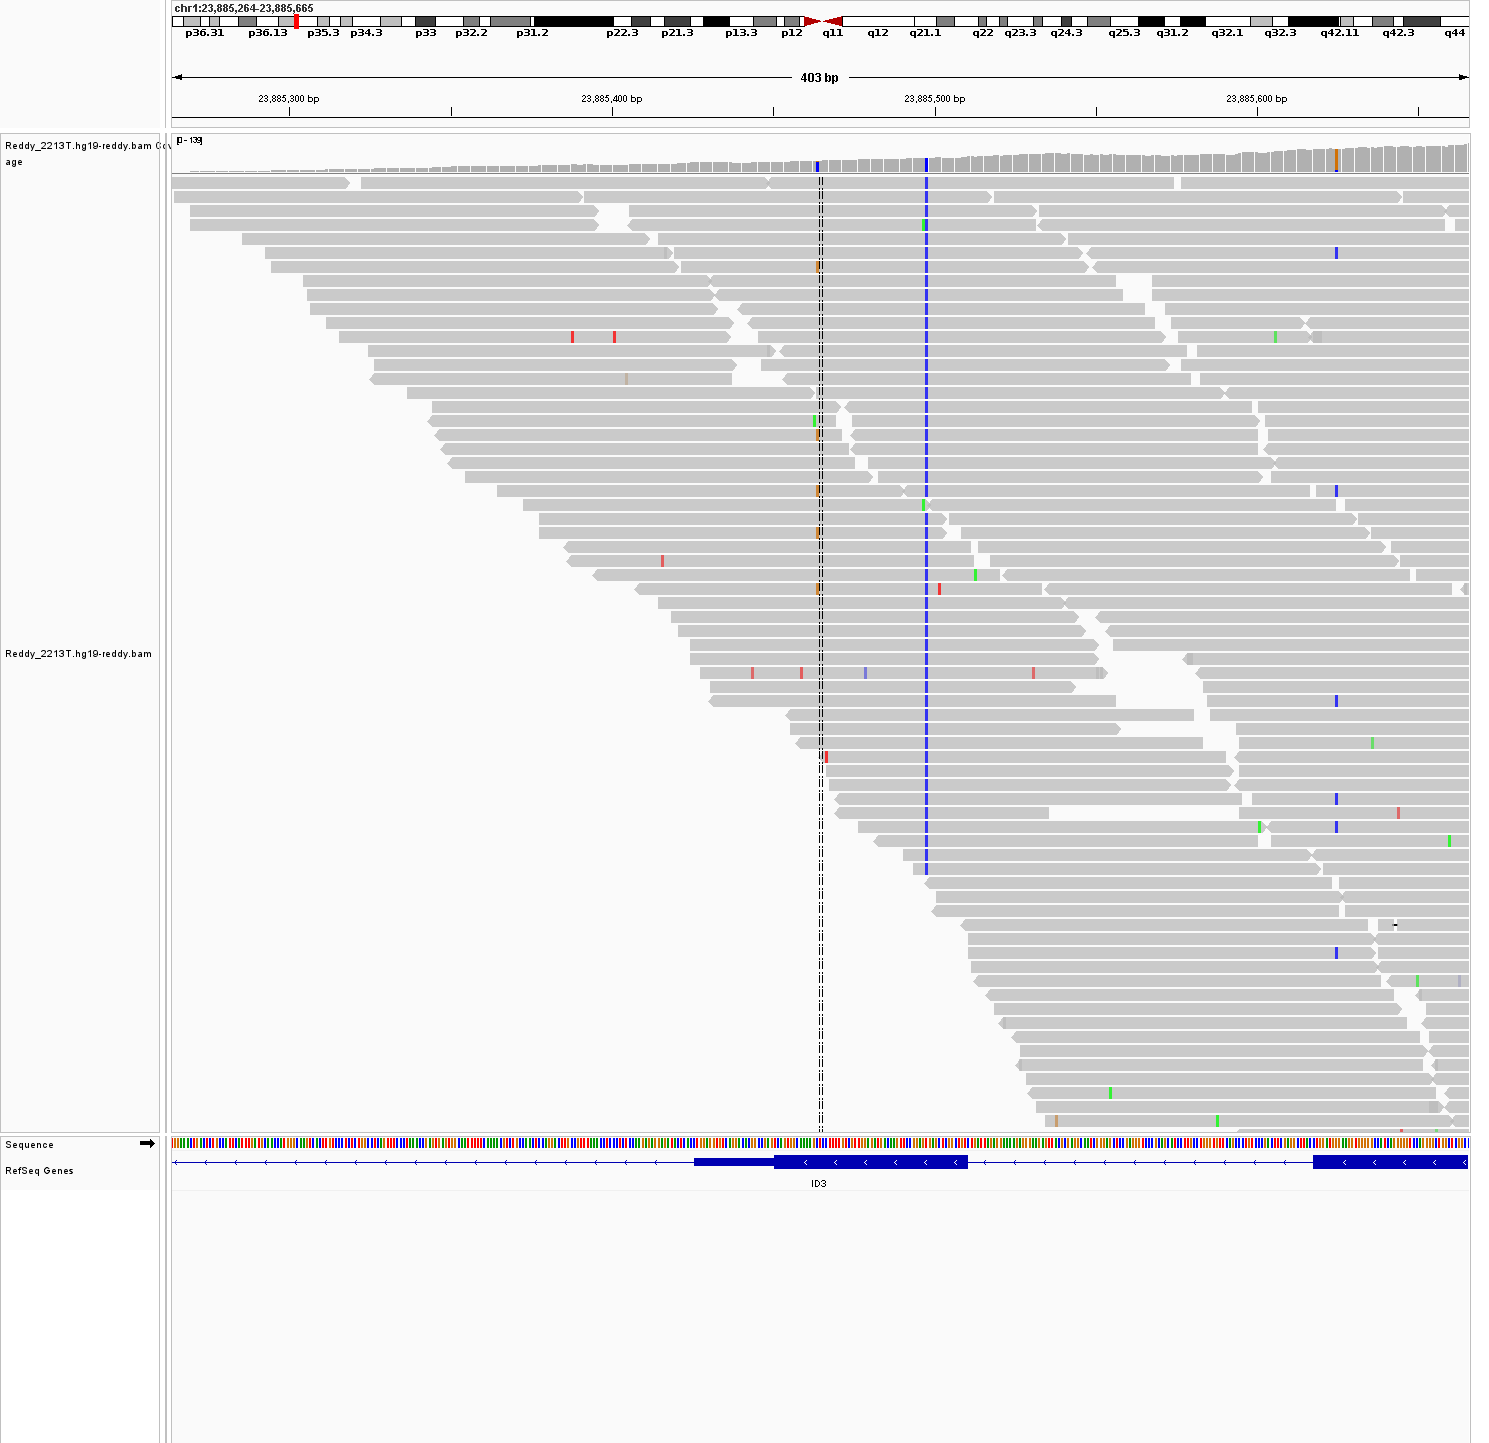 chr1:23,885,264-23,885,665
p36.31 p36.13 p35.3 p34.3 p33 p32.2 p31.2 p22.3 p21.3 p13.3 p12 q11 q12 q21.1 q22 q23.3 q24.3 q25.3 q31.2 q32.1 q32.3 q42.11 q42.3 q44
403 bp
23,885,300 bp 23,885,400 bp 23,885,500 bp 23,885,600 bp
[0 - 139]
Reddy_2213T.hg19-reddy.bam Cov
age
Reddy_2213T.hg19-reddy.bam
Sequence
RefSeq Genes
ID3